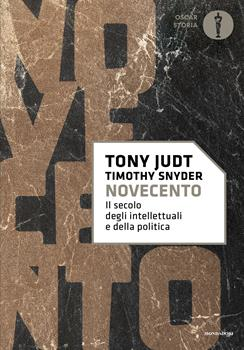 NO
VE
CE
NTO
OSCAR
STORIA
TONY JUDT
TIMOTHY SNYDER
NOVECENTO
Il secolo
degli intellettuali
e della politica
MONDADORI